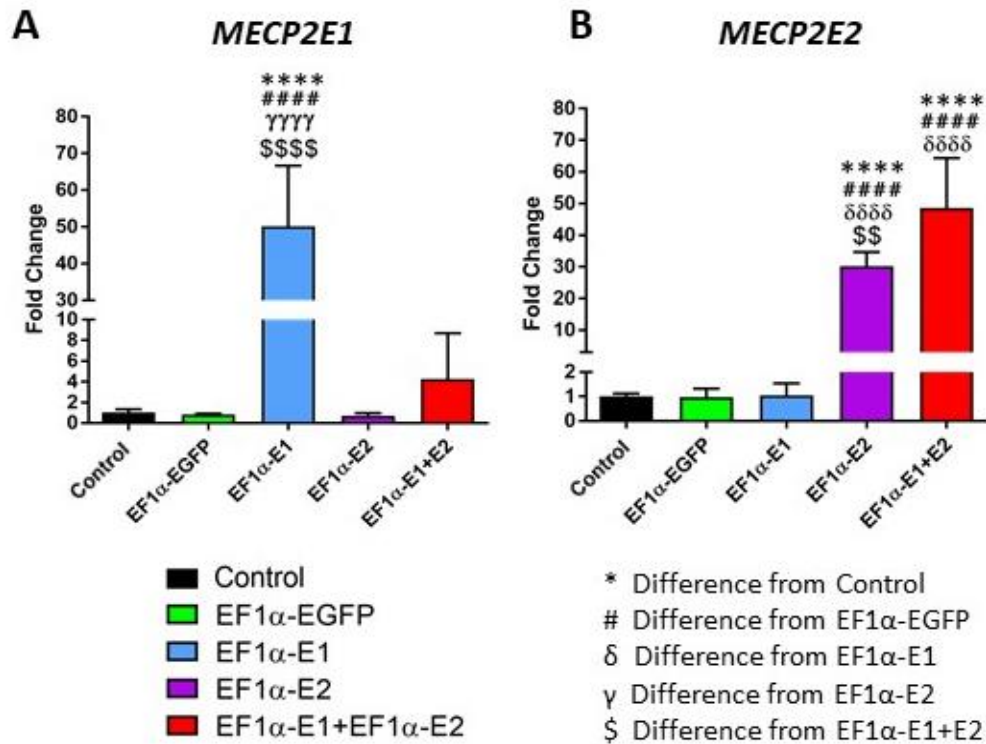 A
MECP2E1
****
####
γγγγ
$$$$
Fold Change
80
70
60
50
40
30
10
8
6
4
2
0
Control
EF1α-EGFP
EF1α-E1
EF1α-E2
EF1α-E1+E2
B
MECP2E2
****
####
δδδδ
$$
****
####
δδδδ
Fold Change
80
70
60
50
40
30
20
10
2
1
0
Control
EF1α-EGFP
EF1α-E1
EF1α-E2
EF1α-E1+E2
Control
EF1α-EGFP
EF1α-E1
EF1α-E2
EF1α-E1+EF1α-E2
* Difference from Control
# Difference from EF1α-EGFP
δ Difference from EF1α-E1
γ Difference from EF1α-E2
$ Difference from EF1α-E1+E2